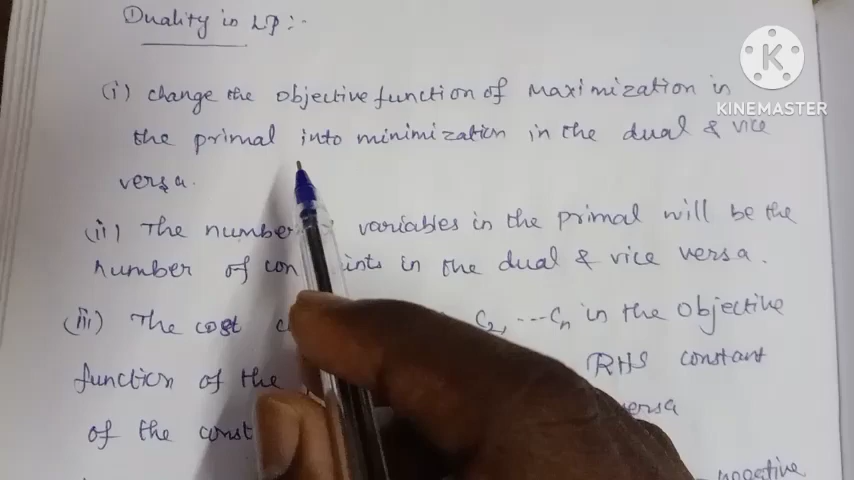 Duality in LP:-
(i) change the objective function of Maximization in
the primal into minimization in the dual & vice
versa.
(ii) The number variables in the primal will be the
number of con ints in the dual & vice versa.
(iii) The cost c C2, ---Cn in the objective
function of the RHS constant
of the const versa
negative
K
KINEMASTER